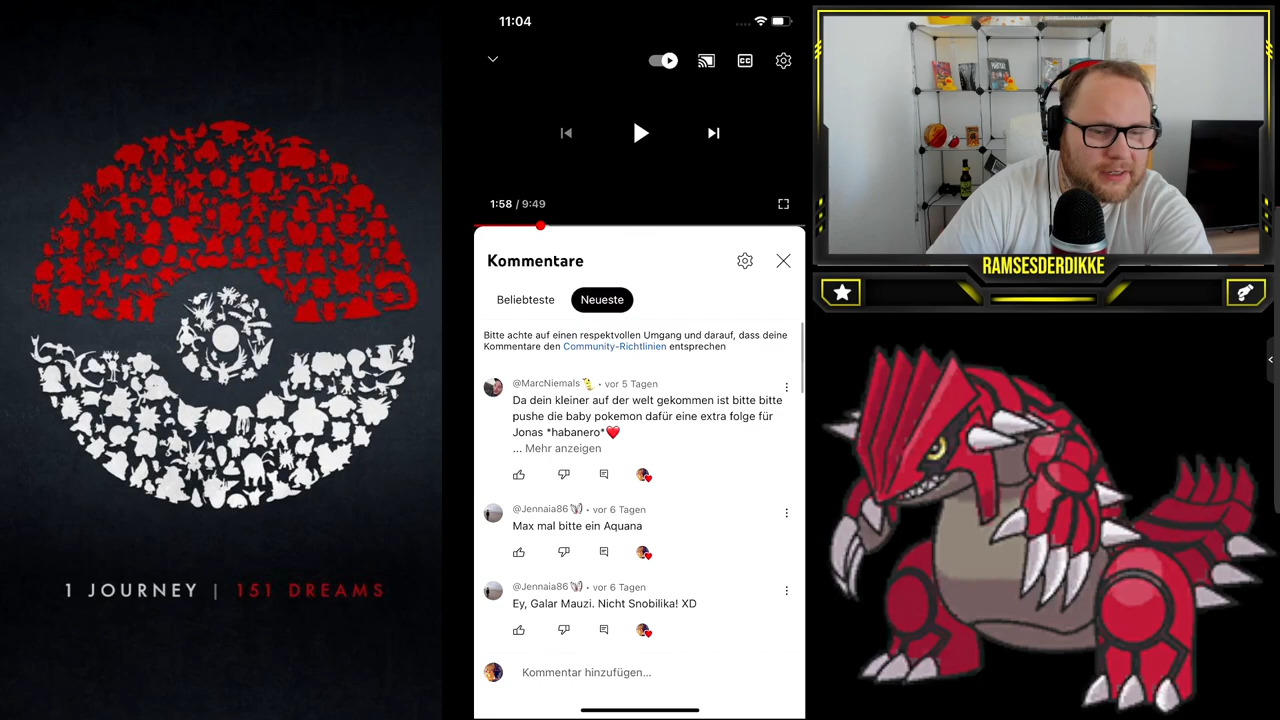 1 JOURNEY | 151 DREAMS
11:04
CC
1:58 / 9:49
Kommentare
Beliebteste
Neueste
Bitte achte auf einen respektvollen Umgang und darauf, dass deine
Kommentare den Community-Richtlinien entsprechen
@MarcNiemals • vor 5 Tagen
Da dein kleiner auf der welt gekommen ist bitte bitte
pushe die baby pokemon dafür eine extra folge für
Jonas *habanero*❤️
... Mehr anzeigen
@Jennaia86 • vor 6 Tagen
Max mal bitte ein Aquana
@Jennaia86 • vor 6 Tagen
Ey, Galar Mauzi. Nicht Snobilika! XD
Kommentar hinzufügen...
RAMSESDERDIKKE